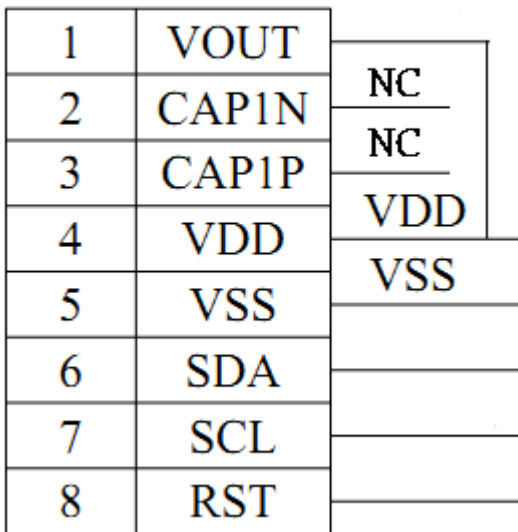 1 VOUT
NC
2 CAP1N
NC
3 CAP1P
VDD
4 VDD
VSS
5 VSS
6 SDA
7 SCL
8 RST